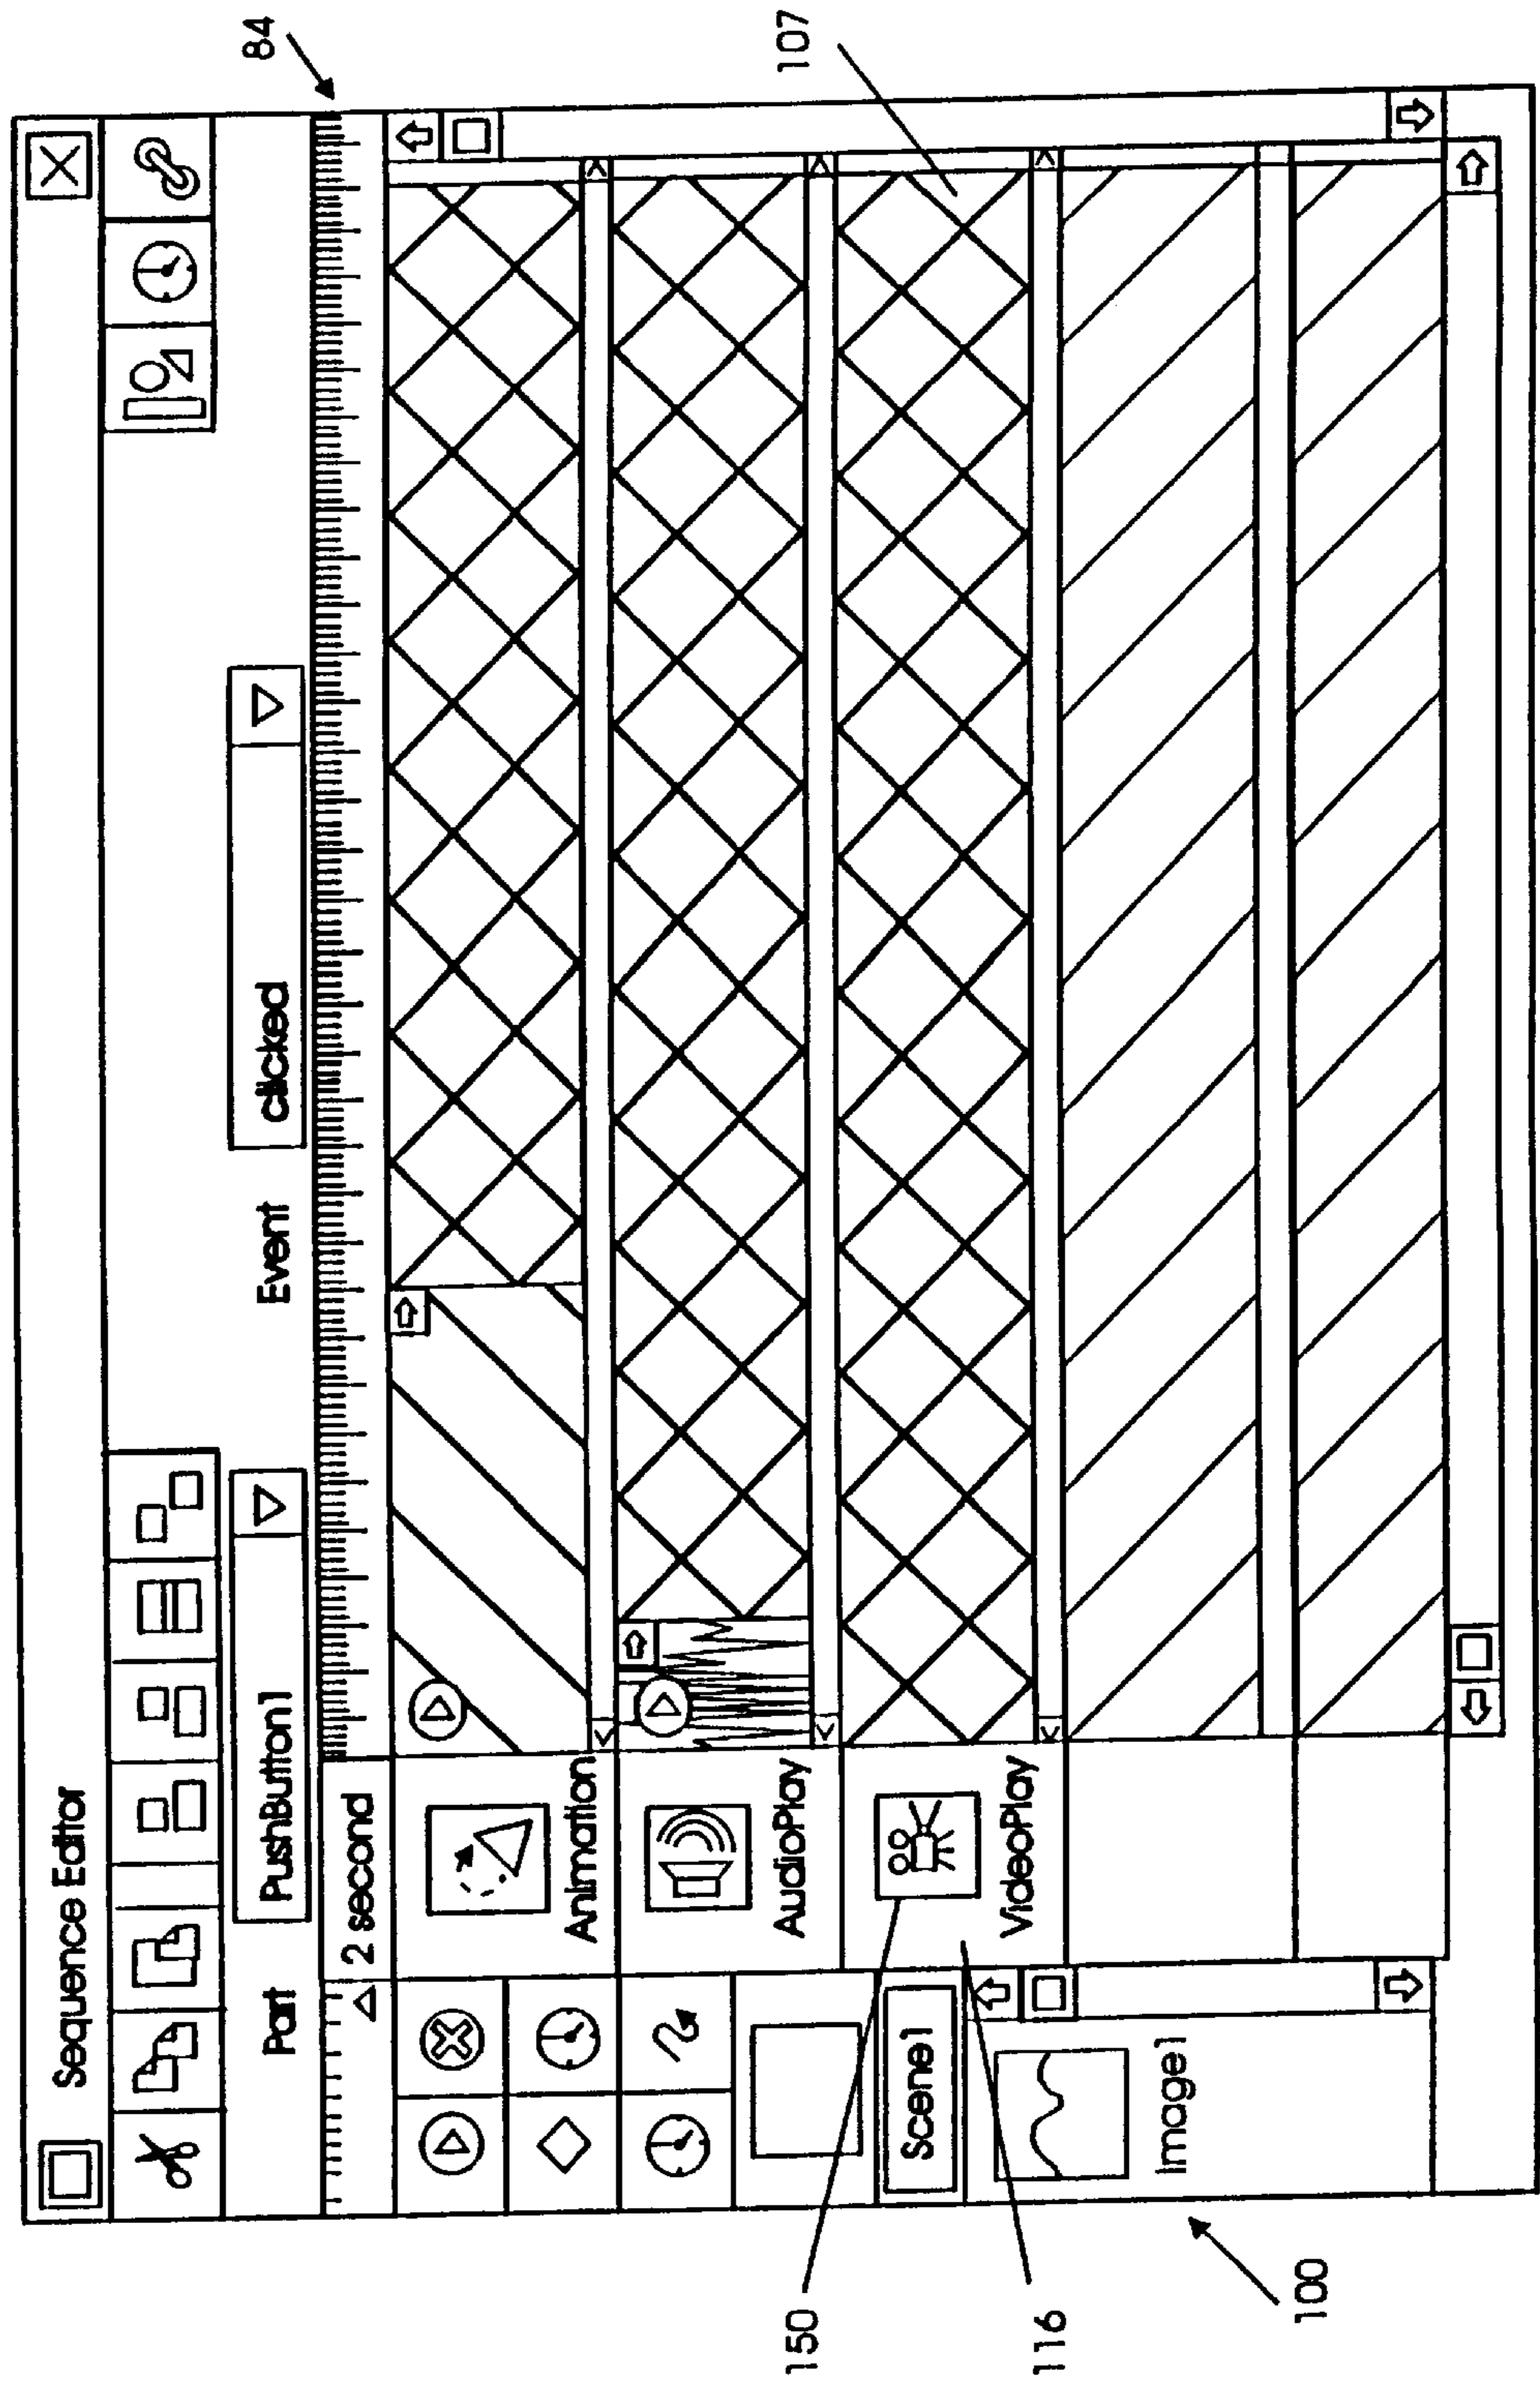 84
107
Sequence Editor
Part PushButton1 Event clicked
2 second
Animation
AudioPlay
Scene1
VideoPlay
Image1
150
116
100